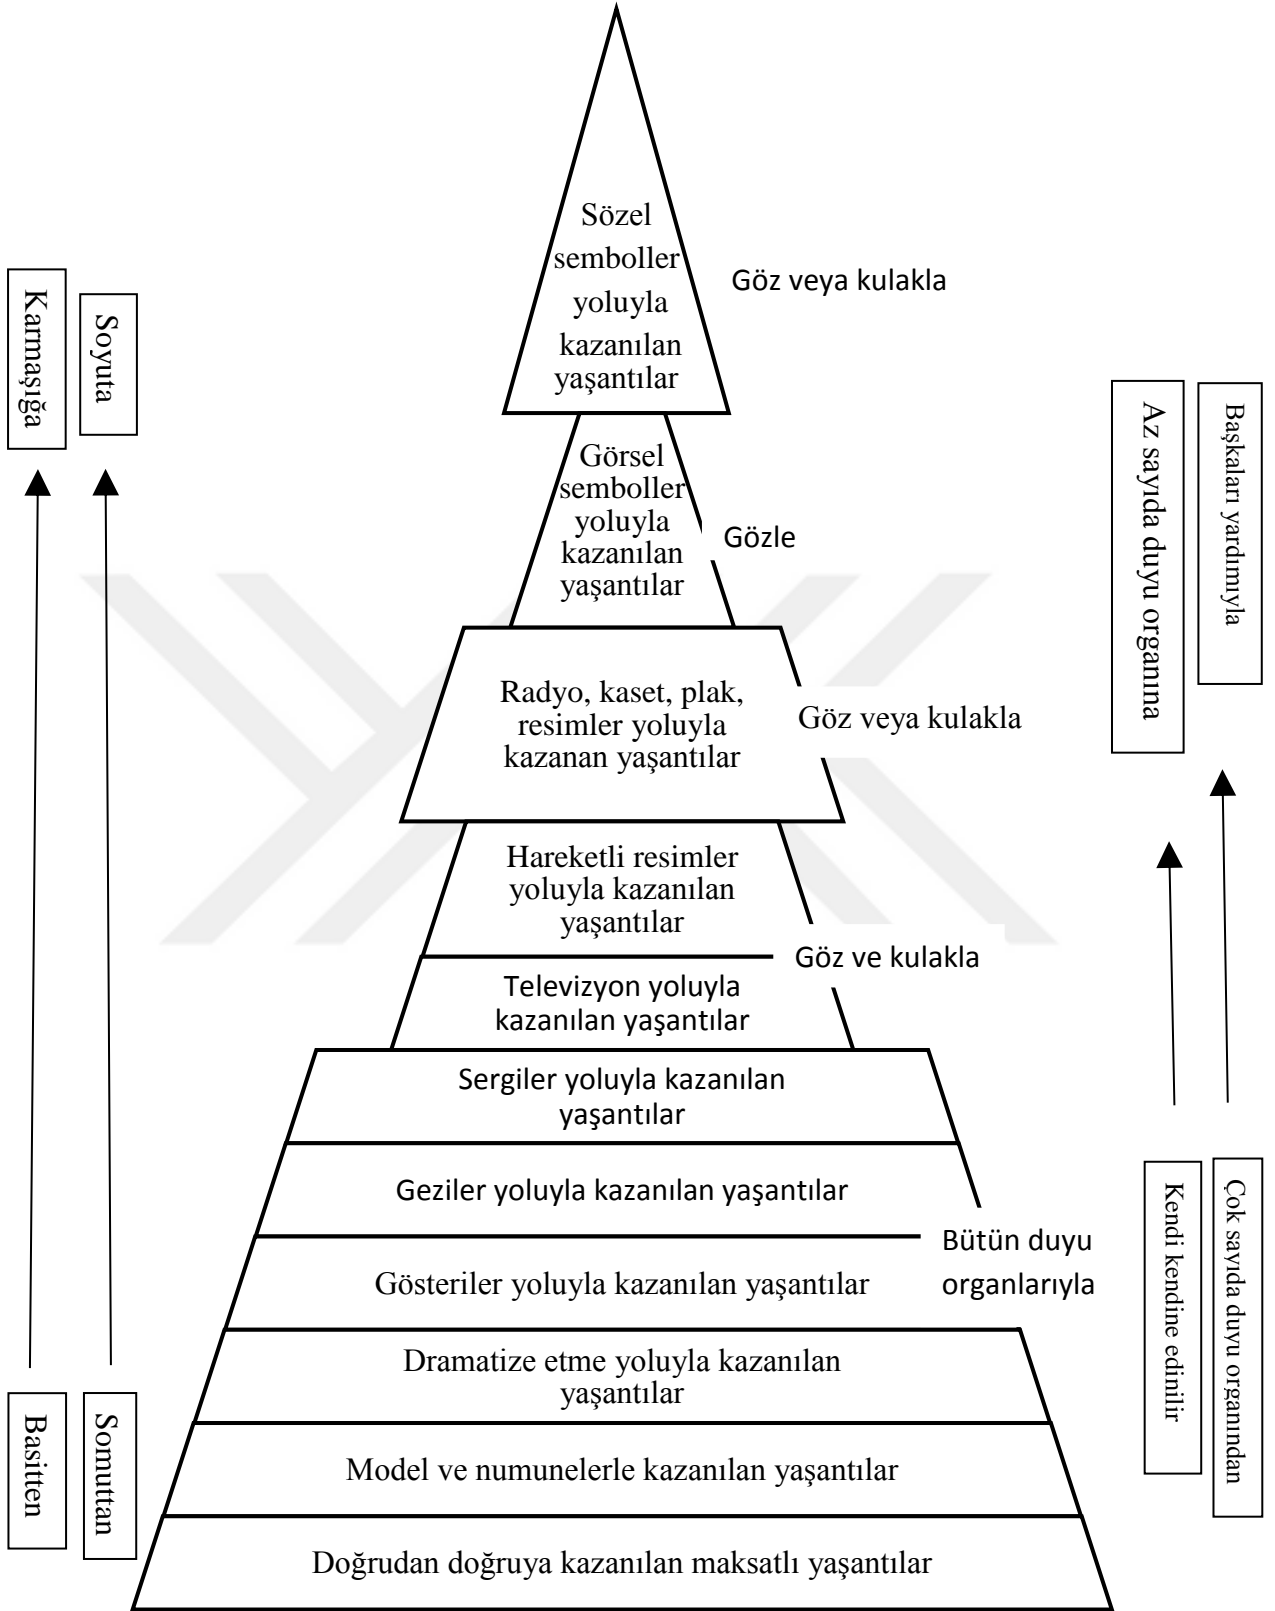 Sözel
semboller
yoluyla
kazanılan
yaşantılar
Göz veya kulakla
Karmaşığa
Soyuta
Az sayıda duyu organına
Başkaları yardımıyla
Görsel
semboller
yoluyla
kazanılan
yaşantılar
Gözle
Radyo, kaset, plak,
resimler yoluyla
kazanan yaşantılar
Göz veya kulakla
Hareketli resimler
yoluyla kazanılan
yaşantılar
Göz ve kulakla
Televizyon yoluyla
kazanılan yaşantılar
Sergiler yoluyla kazanılan
yaşantılar
Geziler yoluyla kazanılan yaşantılar
Bütün duyu
organlarıyla
Gösteriler yoluyla kazanılan yaşantılar
Dramatize etme yoluyla kazanılan
yaşantılar
Model ve numunelerle kazanılan yaşantılar
Doğrudan doğruya kazanılan maksatlı yaşantılar
Basitten
Somuttan
Kendi kendine edinilir
Çok sayıda duyu organından